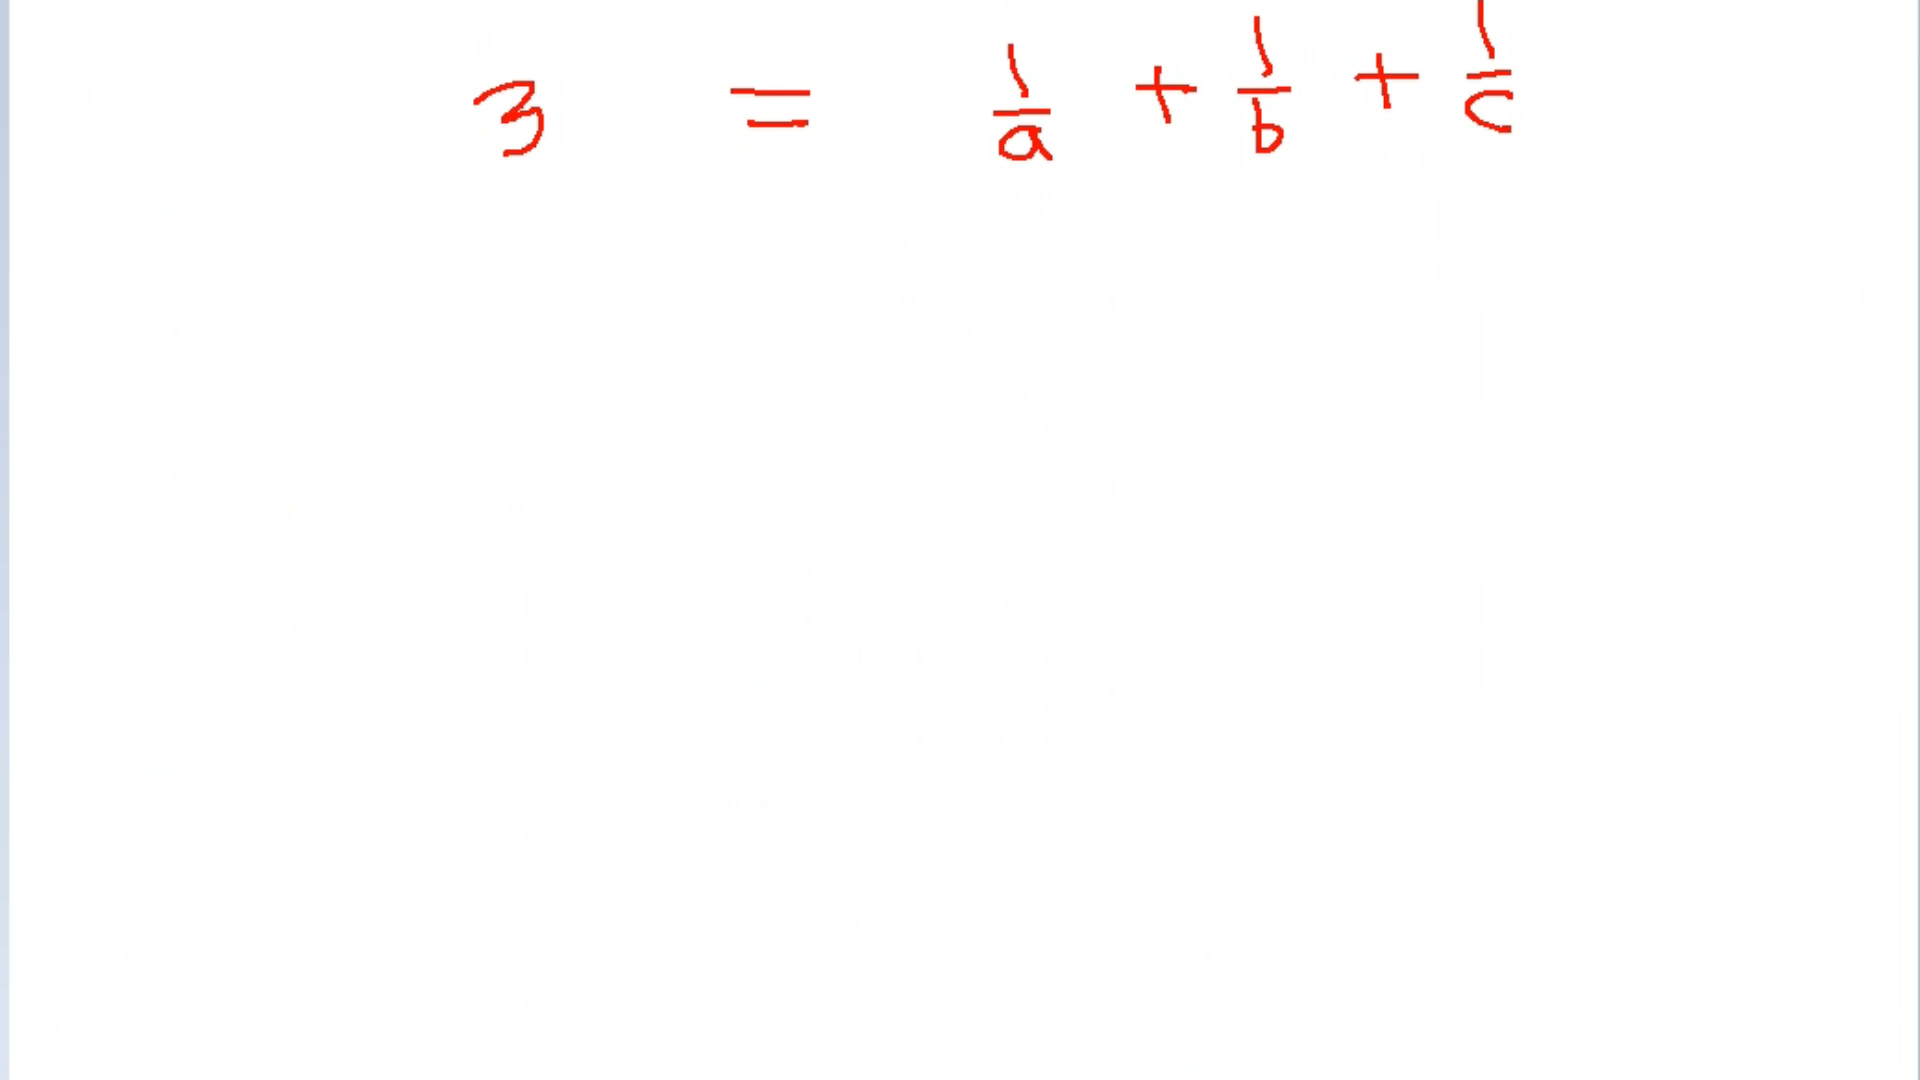 3 = 1/a + 1/b + 1/c